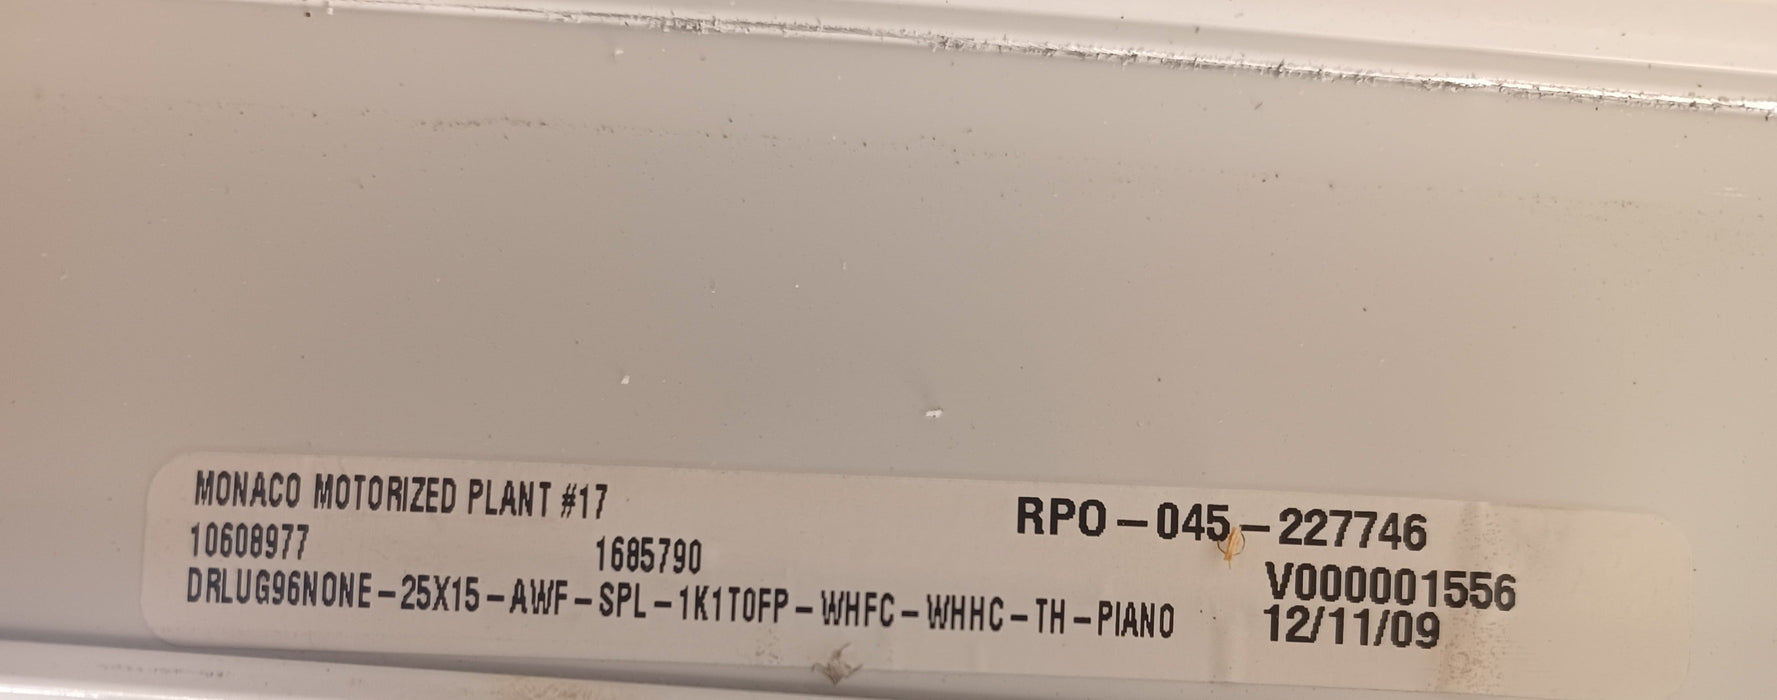 MONACO MOTORIZED PLANT #17
RPO-045-227746
10608977
1685790
V000001556
DRLUG96NONE-25X15-AWF-SPL-1K1T0FP-WHFC-WHHC-TH-PIANO
12/11/09